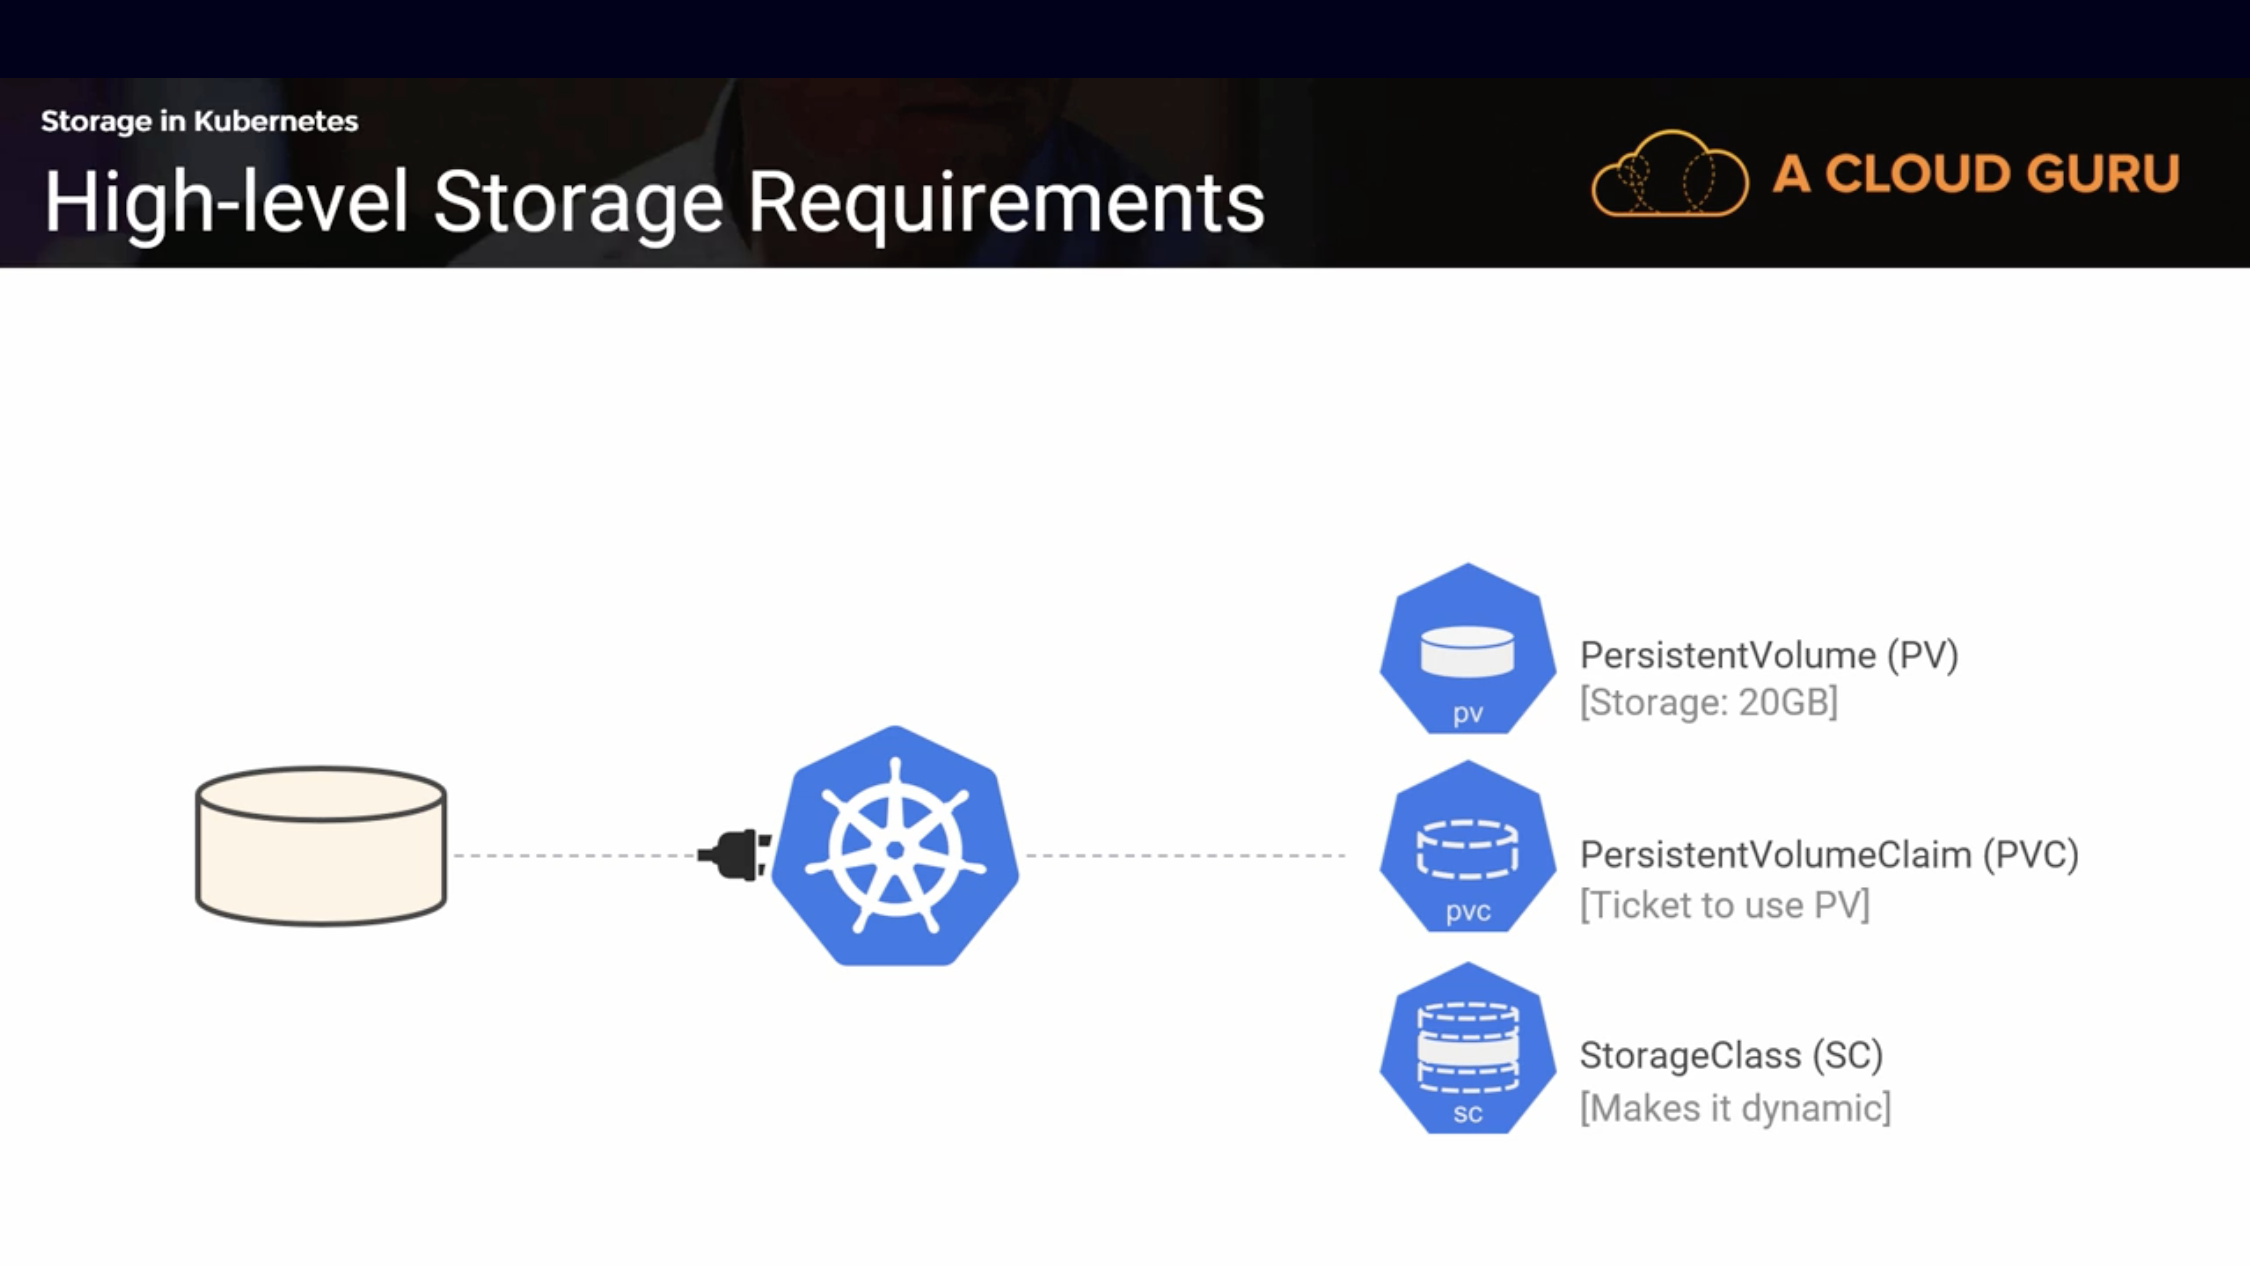 Storage in Kubernetes
High-level Storage Requirements
A CLOUD GURU
pv
PersistentVolume (PV)
[Storage: 20GB]
pvc
PersistentVolumeClaim (PVC)
[Ticket to use PV]
sc
StorageClass (SC)
[Makes it dynamic]